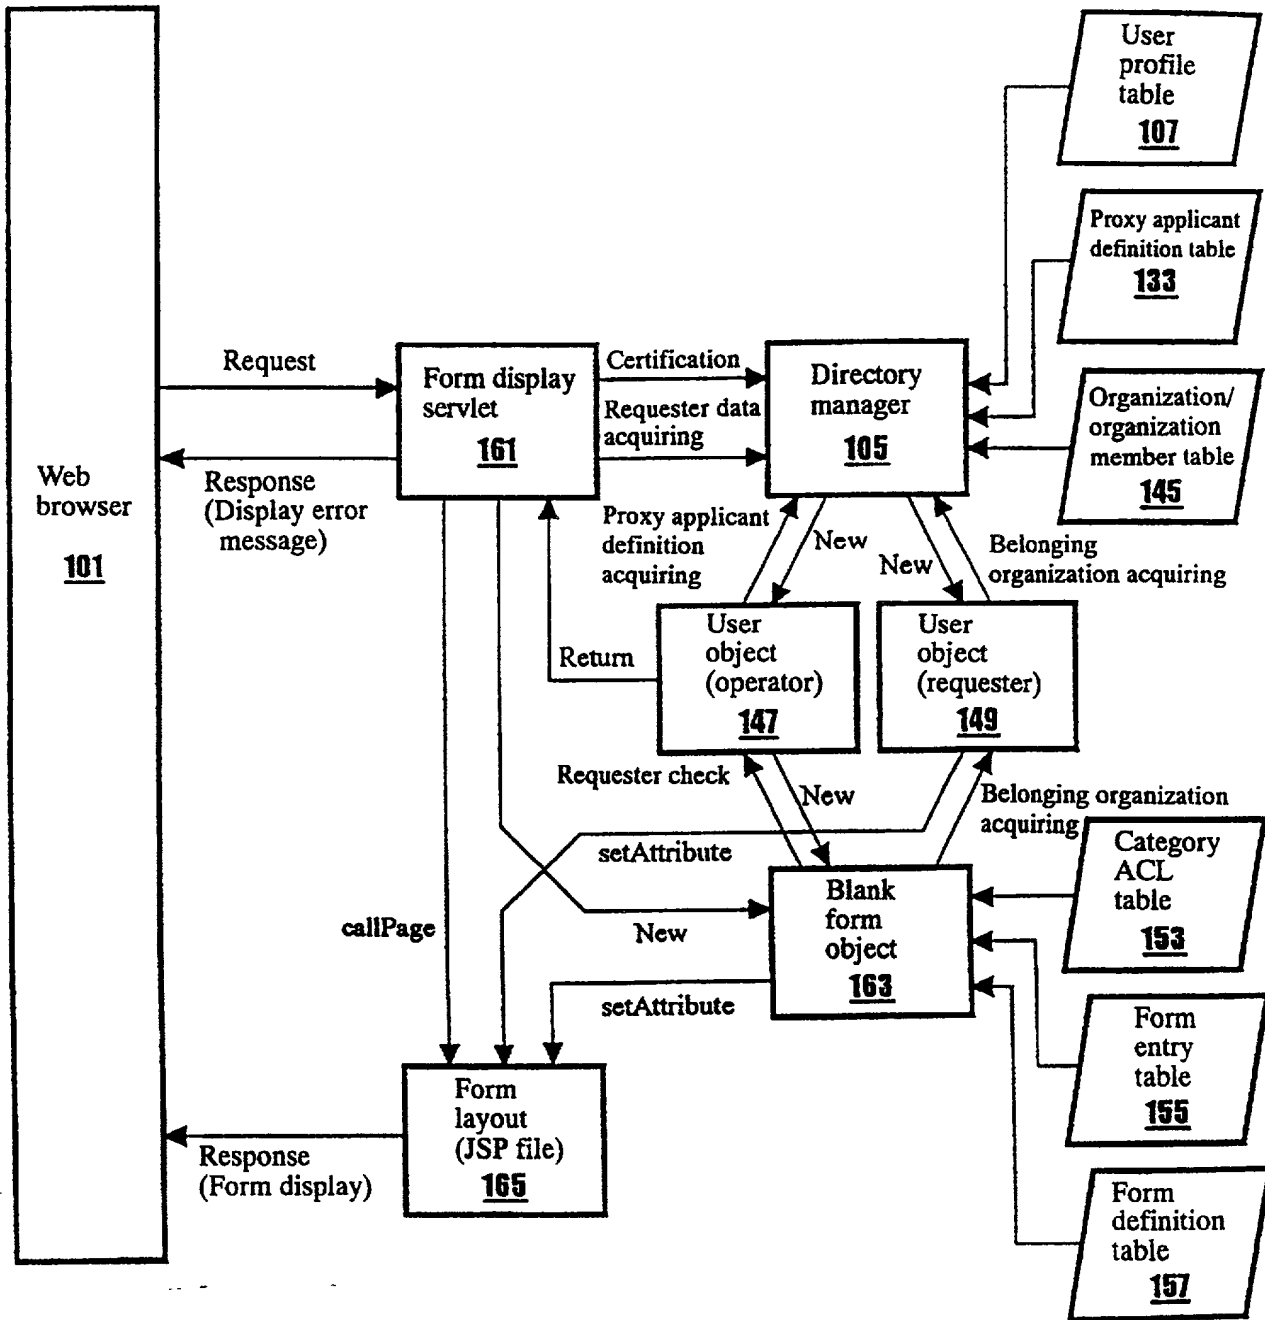 User
profile
table
107
Proxy applicant
definition table
133
Request
Form display
servlet
161
Certification
Requester data
acquiring
Directory
manager
105
Organization/
organization
member table
145
Web
browser
101
Response
(Display error
message)
Proxy applicant
definition
acquiring
New
New
Belonging
organization acquiring
Return
User
object
(operator)
147
User
object
(requester)
149
Requester check
New
Belonging organization
acquiring
setAttribute
Category
ACL
table
153
callPage
New
Blank
form
object
163
setAttribute
Form
entry
table
155
Form
layout
(JSP file)
165
Response
(Form display)
Form
definition
table
157